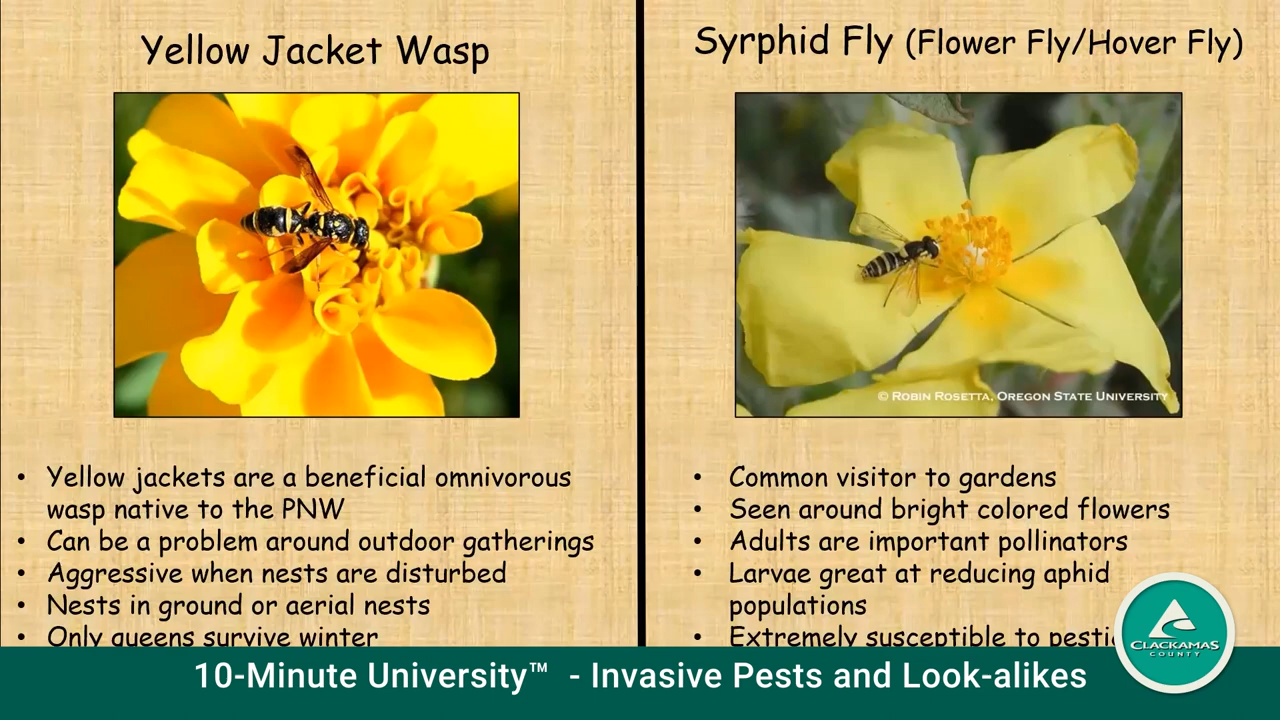 Yellow Jacket Wasp
Syrphid Fly (Flower Fly/Hover Fly)
© ROBIN ROSETTA, OREGON STATE UNIVERSITY
• Yellow jackets are a beneficial omnivorous
wasp native to the PNW
• Can be a problem around outdoor gatherings
• Aggressive when nests are disturbed
• Nests in ground or aerial nests
• Only queens survive winter
• Common visitor to gardens
• Seen around bright colored flowers
• Adults are important pollinators
• Larvae great at reducing aphid
populations
• Extremely susceptible to
CLACKAMAS
COUNTY
10-Minute University™ - Invasive Pests and Look-alikes